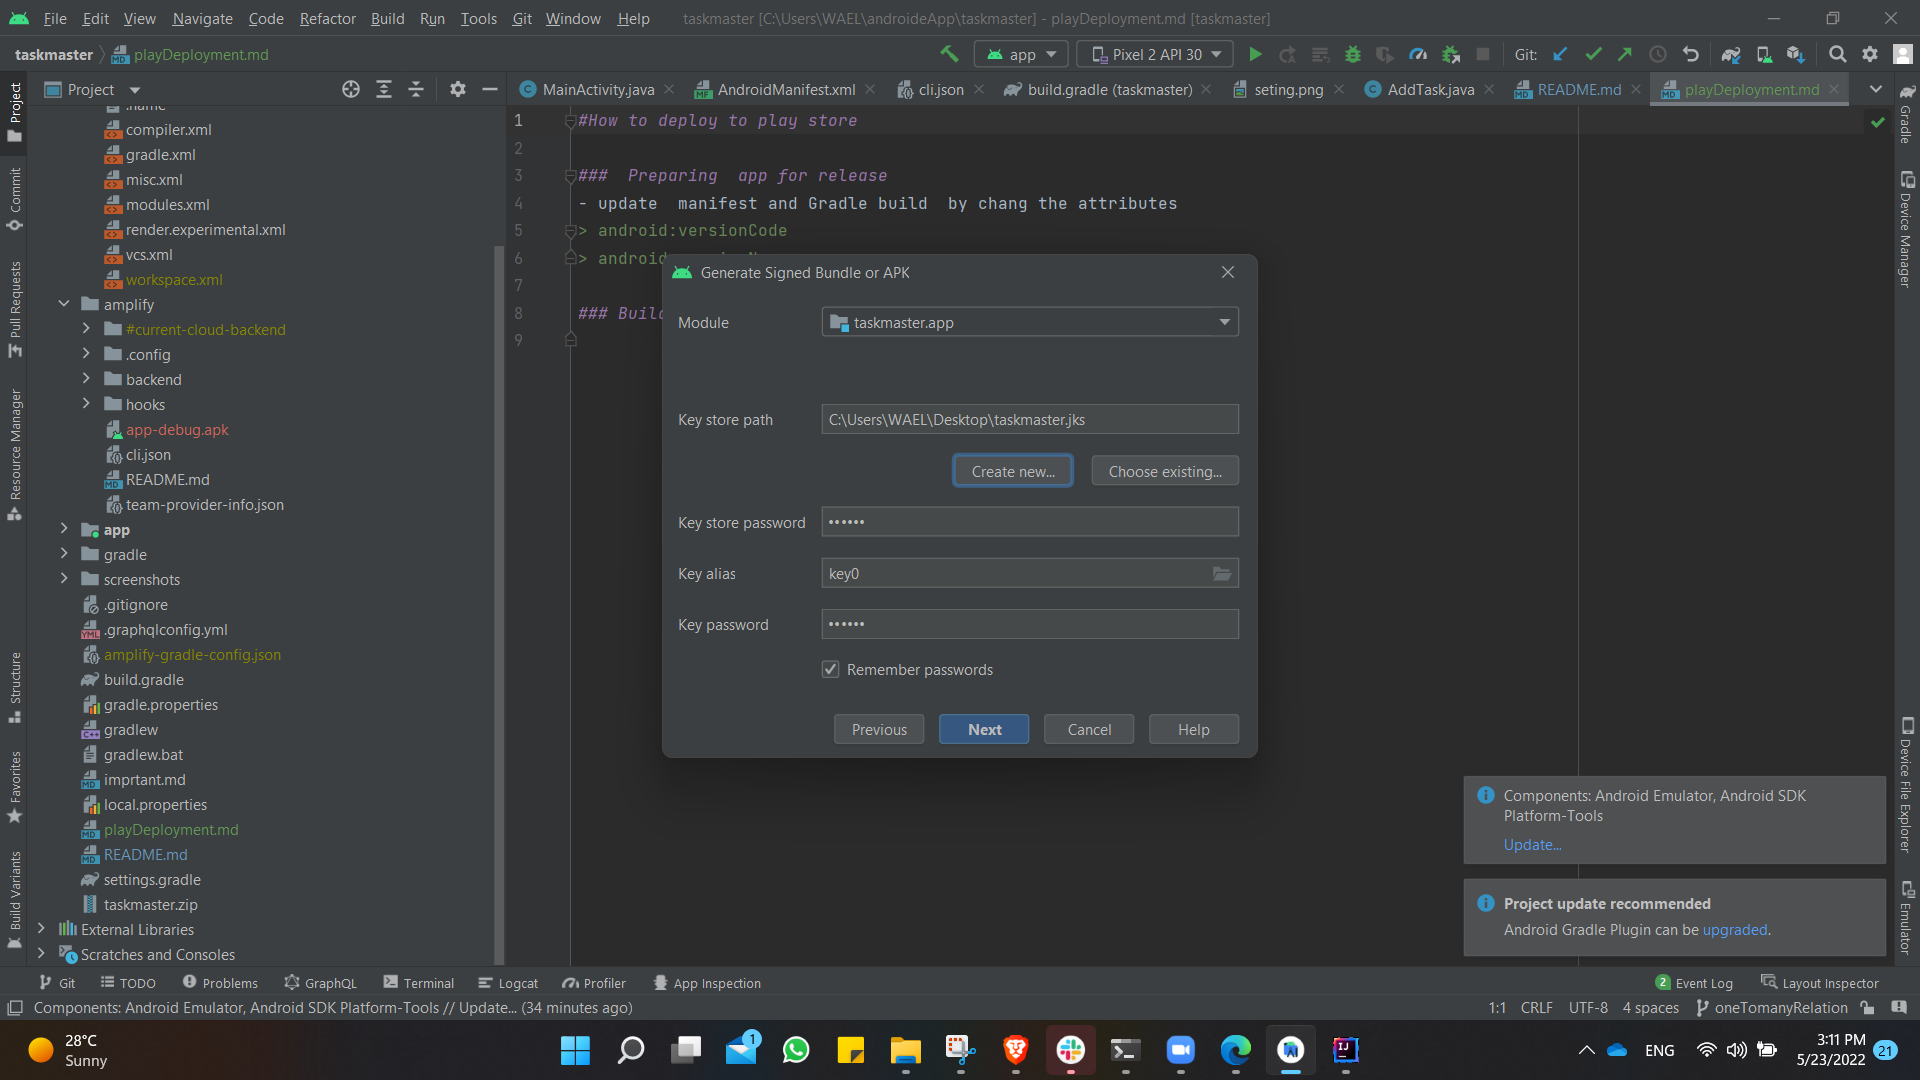 File Edit View Navigate Code Refactor Build Run Tools Git Window Help taskmaster [C:\Users\WAEL\androideApp\taskmaster] - playDeployment.md [taskmaster]
taskmaster playDeployment.md app Pixel 2 API 30 Git:
Project
MainActivity.java AndroidManifest.xml cli.json build.gradle (taskmaster) seting.png AddTask.java README.md playDeployment.md
.name
compiler.xml
gradle.xml
misc.xml
modules.xml
render.experimental.xml
vcs.xml
workspace.xml
amplify
#current-cloud-backend
.config
backend
hooks
app-debug.apk
cli.json
README.md
team-provider-info.json
app
gradle
screenshots
.gitignore
.graphqlconfig.yml
amplify-gradle-config.json
build.gradle
gradle.properties
gradlew
gradlew.bat
imprtant.md
local.properties
playDeployment.md
README.md
settings.gradle
taskmaster.zip
External Libraries
Scratches and Consoles
Project
Commit
Pull Requests
Resource Manager
Structure
Favorites
Build Variants
1 #How to deploy to play store
2
3 ### Preparing app for release
4 - update manifest and Gradle build by chang the attributes
5 > android:versionCode
6 > android
7
8 ### Buil
9
Generate Signed Bundle or APK
Module taskmaster.app
Key store path C:\Users\WAEL\Desktop\taskmaster.jks
Create new... Choose existing...
Key store password ••••••
Key alias key0
Key password ••••••
Remember passwords
Previous Next Cancel Help
Components: Android Emulator, Android SDK
Platform-Tools
Update...
Project update recommended
Android Gradle Plugin can be upgraded.
Gradle
Device Manager
Device File Explorer
Emulator
Git TODO Problems GraphQL Terminal Logcat Profiler App Inspection 2 Event Log Layout Inspector
Components: Android Emulator, Android SDK Platform-Tools // Update... (34 minutes ago) 1:1 CRLF UTF-8 4 spaces oneTomanyRelation
28°C
Sunny
1
ENG
3:11 PM
5/23/2022
21